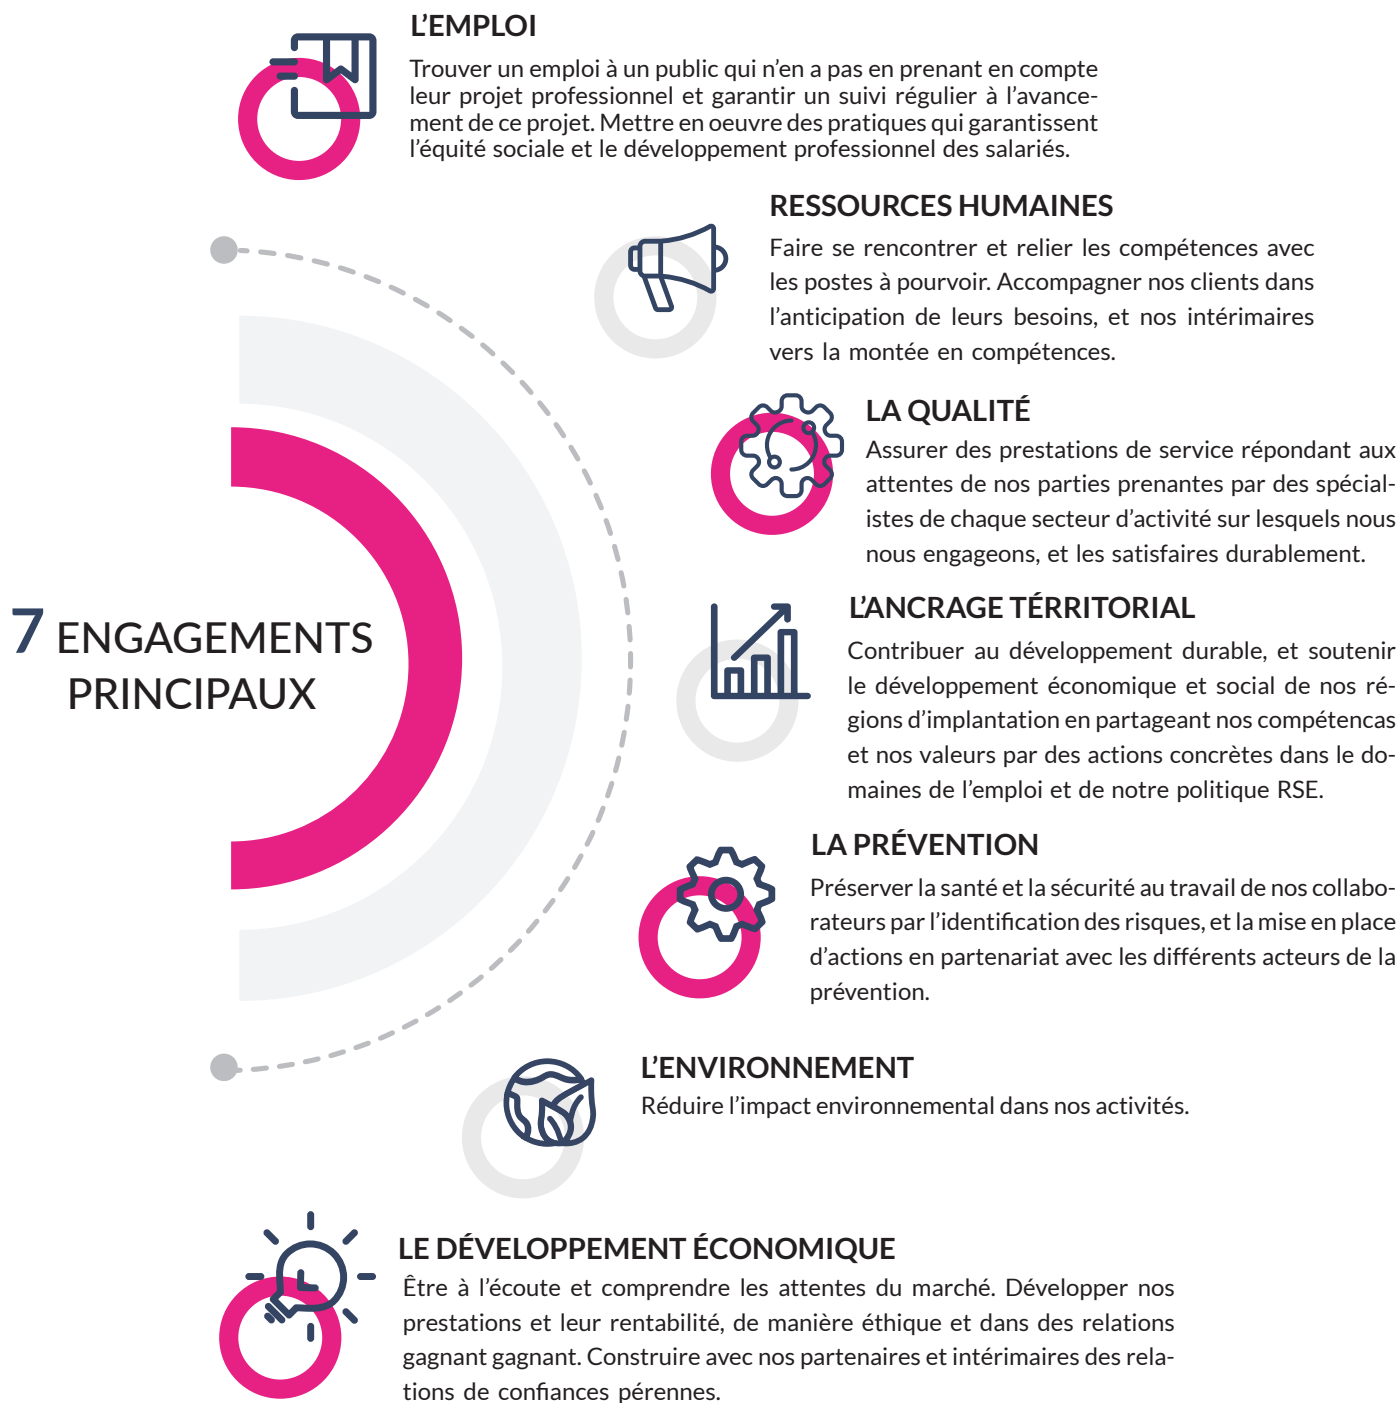 L’EMPLOI
Trouver un emploi à un public qui n’en a pas en prenant en compte
leur projet professionnel et garantir un suivi régulier à l’avance-
ment de ce projet. Mettre en oeuvre des pratiques qui garantissent
l’équité sociale et le développement professionnel des salariés.
RESSOURCES HUMAINES
Faire se rencontrer et relier les compétences avec
les postes à pourvoir. Accompagner nos clients dans
l’anticipation de leurs besoins, et nos intérimaires
vers la montée en compétences.
LA QUALITÉ
Assurer des prestations de service répondant aux
attentes de nos parties prenantes par des spécial-
istes de chaque secteur d’activité sur lesquels nous
nous engageons, et les satisfaires durablement.
7 ENGAGEMENTS
PRINCIPAUX
L’ANCRAGE TÉRRITORIAL
Contribuer au développement durable, et soutenir
le développement économique et social de nos ré-
gions d’implantation en partageant nos compétencas
et nos valeurs par des actions concrètes dans le do-
maines de l’emploi et de notre politique RSE.
LA PRÉVENTION
Préserver la santé et la sécurité au travail de nos collabo-
rateurs par l’identification des risques, et la mise en place
d’actions en partenariat avec les différents acteurs de la
prévention.
L’ENVIRONNEMENT
Réduire l’impact environnemental dans nos activités.
LE DÉVELOPPEMENT ÉCONOMIQUE
Être à l’écoute et comprendre les attentes du marché. Développer nos
prestations et leur rentabilité, de manière éthique et dans des relations
gagnant gagnant. Construire avec nos partenaires et intérimaires des rela-
tions de confiances pérennes.